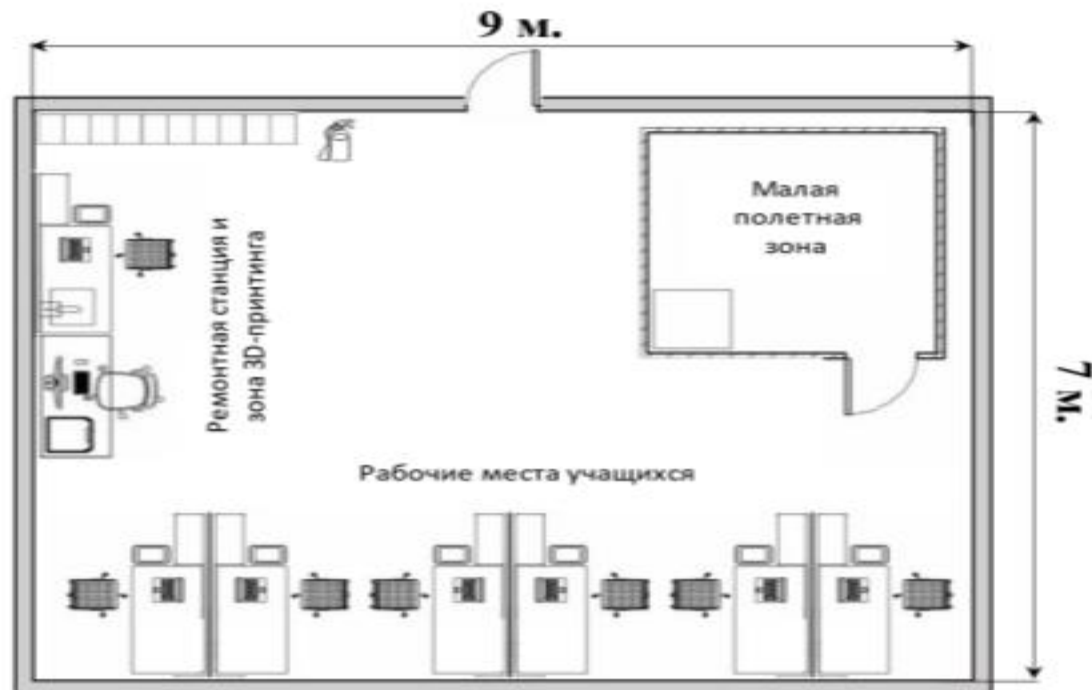 9 м.
Малая
полетная
зона
Ремонтная станция и
зона 3D-принтинга
7 м.
Рабочие места учащихся